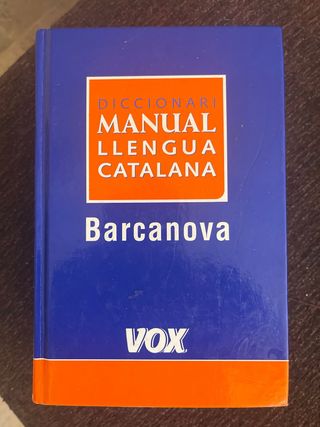 DICCIONARI
MANUAL
LLENGUA
CATALANA
Barcanova
VOX